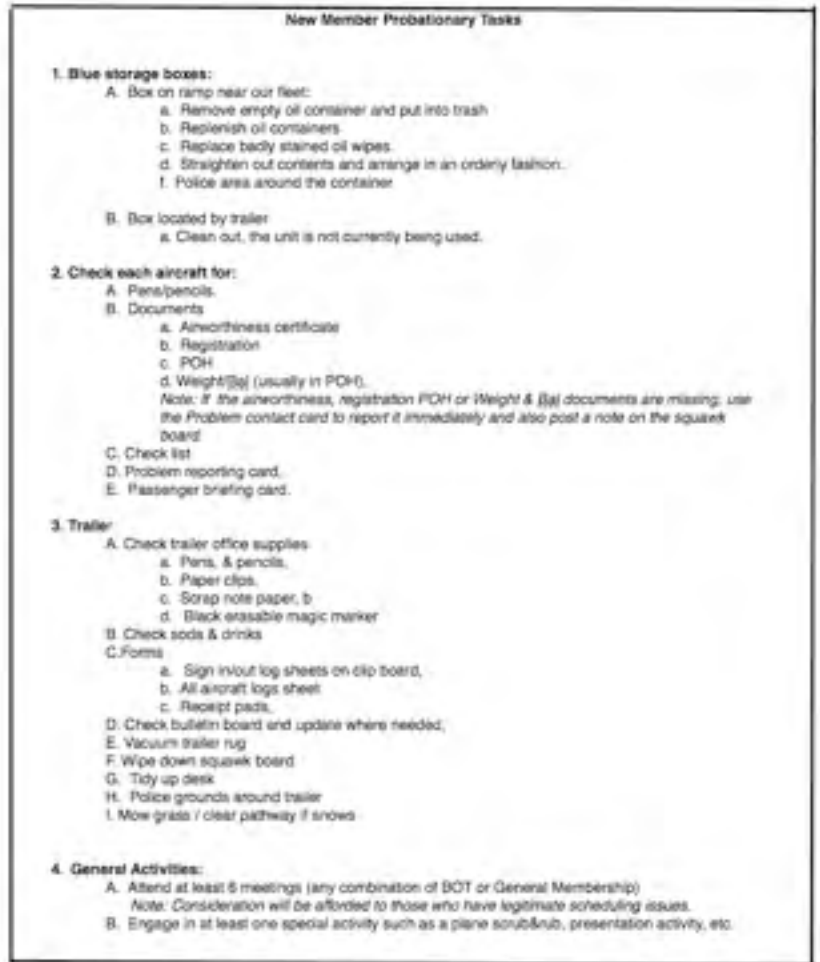 New Member Probationary Tasks
1. Blue storage boxes:
A. Box on ramp near our fleet:
a. Remove empty oil container and put into trash
b. Replenish oil containers
c. Replace badly stained oil wipes.
d. Straighten out contents and arrange in an orderly fashion.
f. Police area around the container
B. Box located by trailer
a. Clean out, the unit is not currently being used.
2. Check each aircraft for:
A. Pens/pencils.
B. Documents
a. Airworthiness certificate
b. Registration
c. POH
d. Weight/Bal (usually in POH).
Note: If the airworthiness, registration POH or Weight & Bal documents are missing, use
the Problem contact card to report it immediately and also post a note on the squawk
board
C. Check list
D. Problem reporting card.
E. Passenger briefing card.
3. Trailer
A. Check trailer office supplies
a. Pens, & pencils,
b. Paper clips,
c. Scrap note paper, b
d. Black erasable magic marker
B. Check soda & drinks
C.Forms
a. Sign in/out log sheets on clip board,
b. All aircraft logs sheet
c. Receipt pads,
D. Check bulletin board and update where needed,
E. Vacuum trailer rug
F. Wipe down squawk board
G. Tidy up desk
H. Police grounds around trailer
I. Mow grass / clear pathway if snows
4. General Activities:
A. Attend at least 6 meetings (any combination of BOT or General Membership)
Note: Consideration will be afforded to those who have legitimate scheduling issues.
B. Engage in at least one special activity such as a plane scrub&rub, presentation activity, etc.